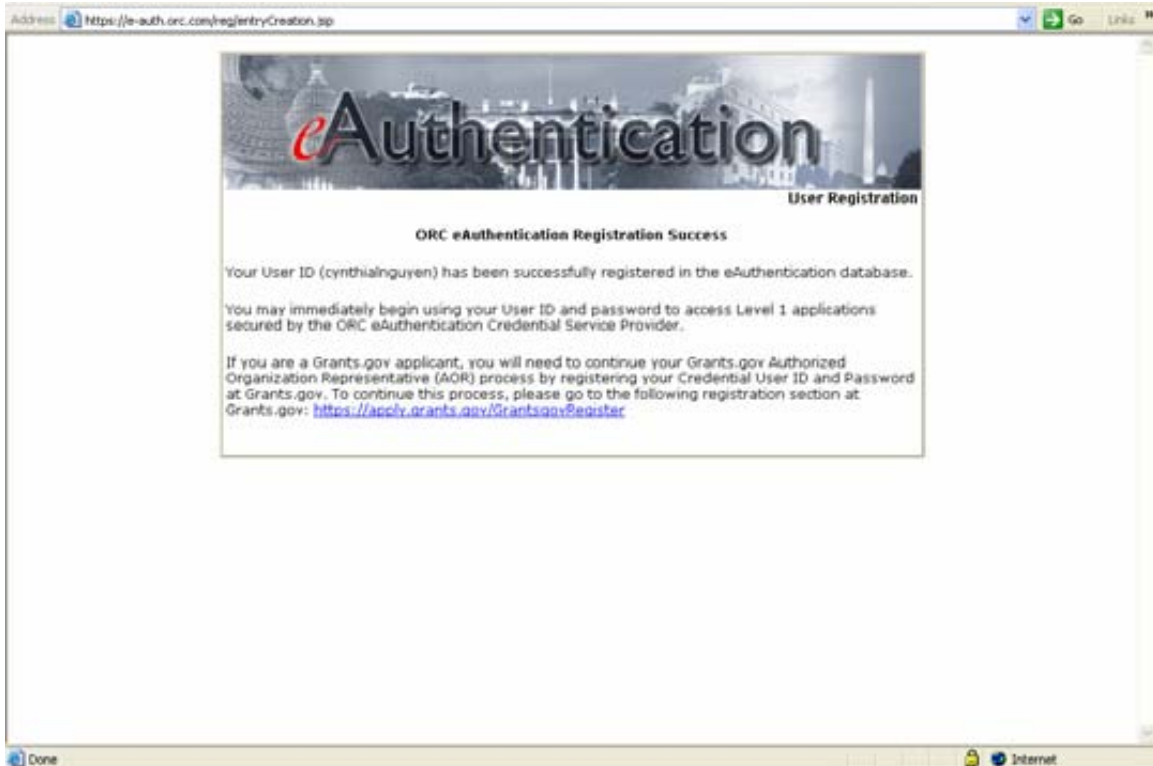 Address https://e-auth.orc.com/reg/entryCreation.jsp Go Links »
eAuthentication
User Registration
ORC eAuthentication Registration Success
Your User ID (cynthialnguyen) has been successfully registered in the eAuthentication database.
You may immediately begin using your User ID and password to access Level 1 applications
secured by the ORC eAuthentication Credential Service Provider.
If you are a Grants.gov applicant, you will need to continue your Grants.gov Authorized
Organization Representative (AOR) process by registering your Credential User ID and Password
at Grants.gov. To continue this process, please go to the following registration section at
Grants.gov: https://apply.grants.gov/GrantsgovRegister
Done Internet